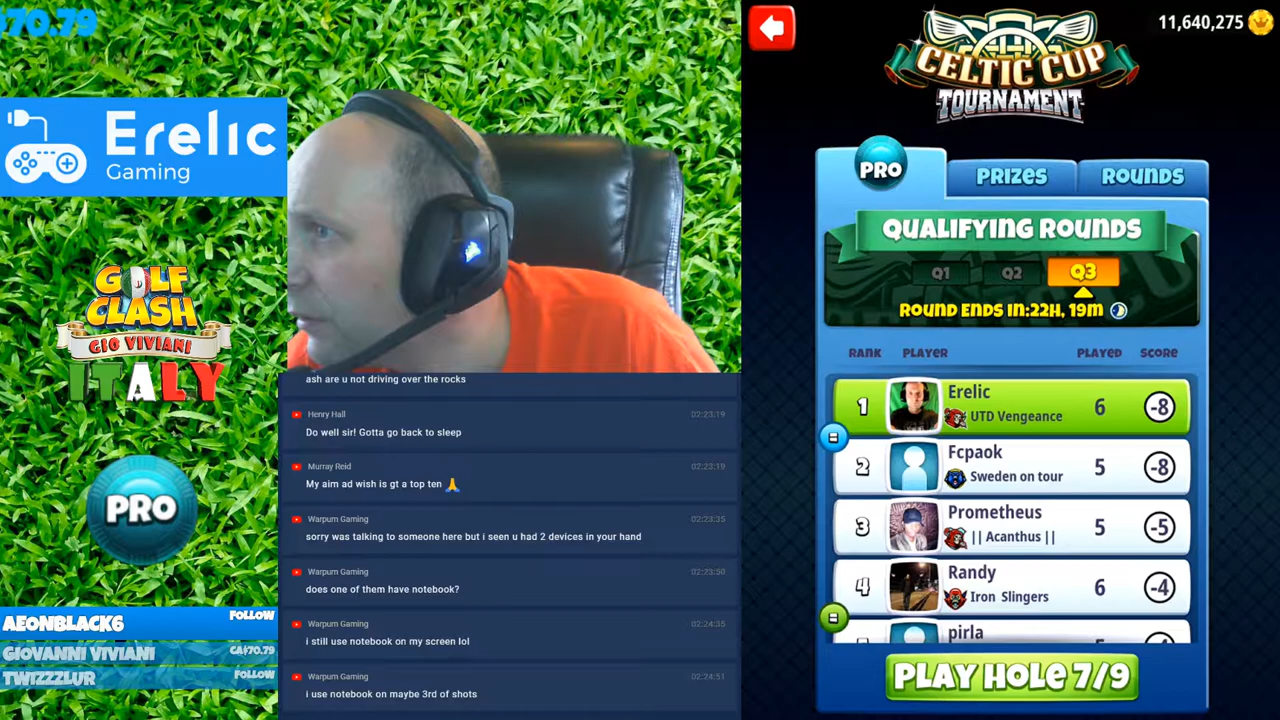 $70.79
Erelic
Gaming
GOLF
CLASH
GIO VIVIANI
ITALY
PRO
AEONBLACK6 FOLLOW
GIOVANNI VIVIANI CA$70.79
TWIZZZLUR FOLLOW
ash are u not driving over the rocks
Henry Hall 02:23:19
Do well sir! Gotta go back to sleep
Murray Reid 02:23:19
My aim ad wish is gt a top ten 🙏
Warpum Gaming 02:23:35
sorry was talking to someone here but i seen u had 2 devices in your hand
Warpum Gaming 02:23:50
does one of them have notebook?
Warpum Gaming 02:24:35
i still use notebook on my screen lol
Warpum Gaming 02:24:51
i use notebook on maybe 3rd of shots
11,640,275
CELTIC CUP
TOURNAMENT
PRO PRIZES ROUNDS
QUALIFYING ROUNDS
Q1 Q2 Q3
ROUND ENDS IN:22H, 19M
RANK PLAYER PLAYED SCORE
1 Erelic 6 -8
UTD Vengeance
2 Fcpaok 5 -8
Sweden on tour
3 Prometheus 5 -5
|| Acanthus ||
4 Randy 6 -4
Iron Slingers
pirla
PLAY HOLE 7/9